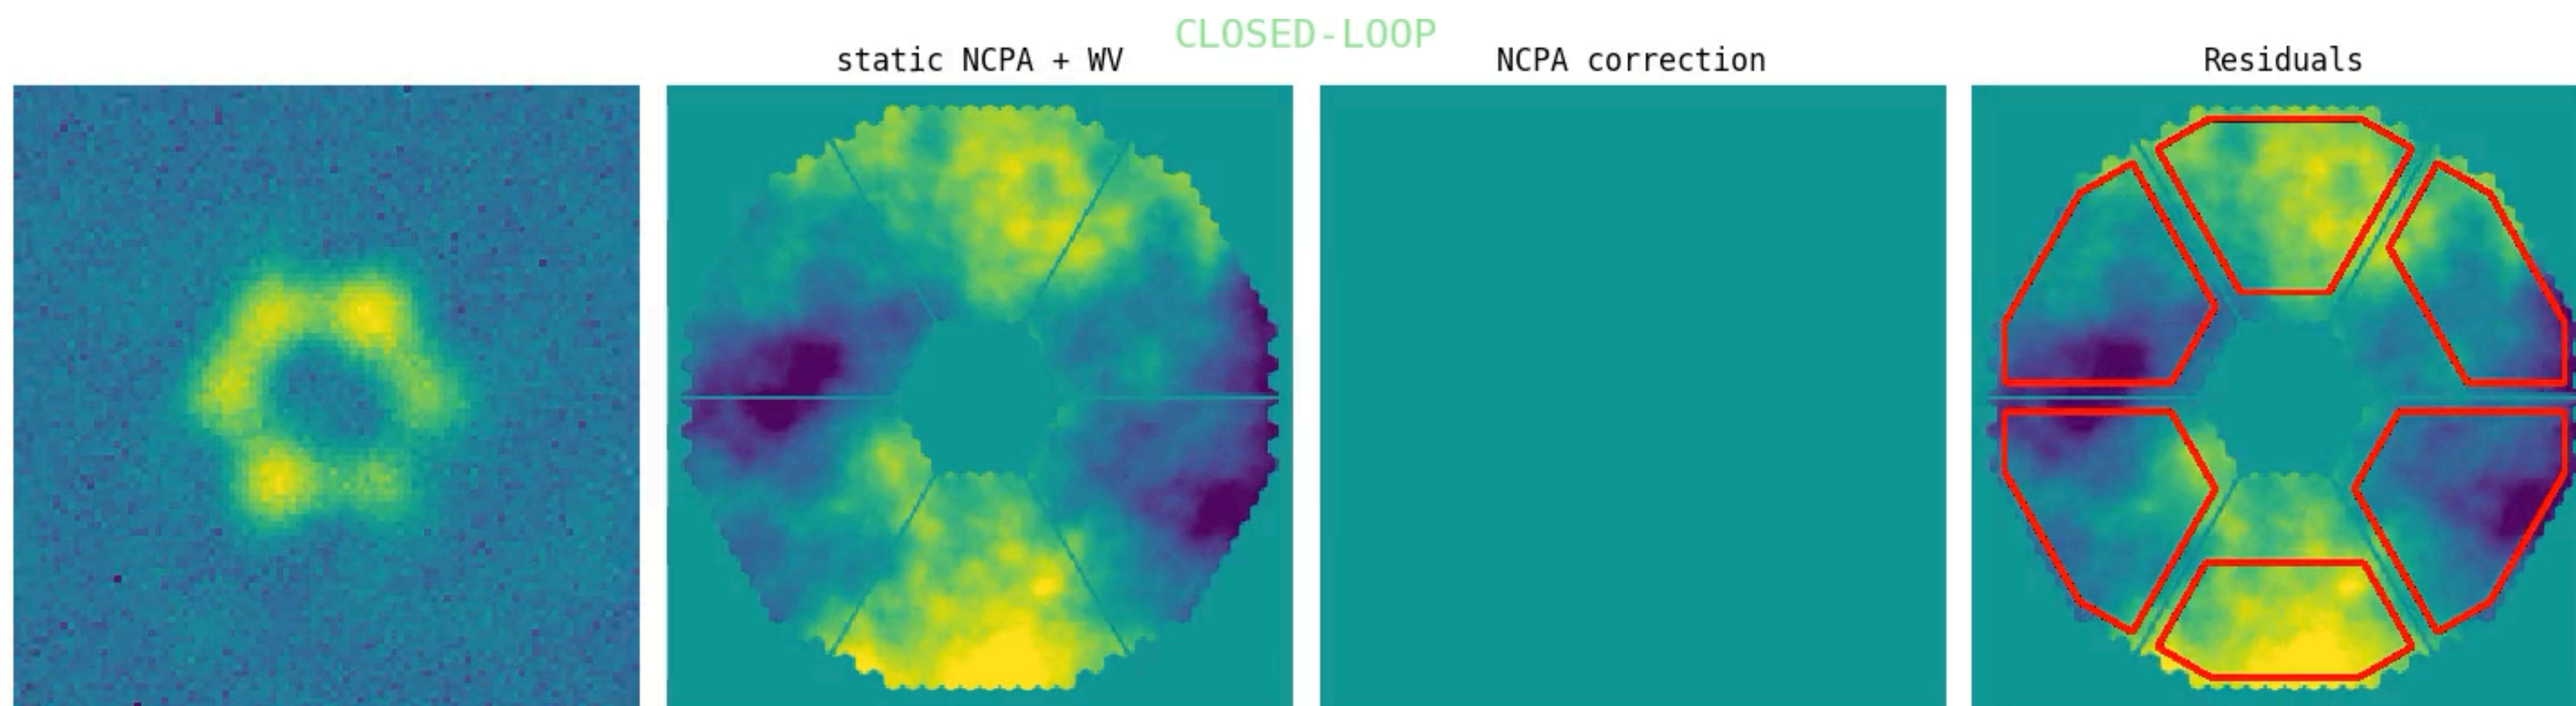 CLOSED-LOOP
static NCPA + WV
NCPA correction
Residuals